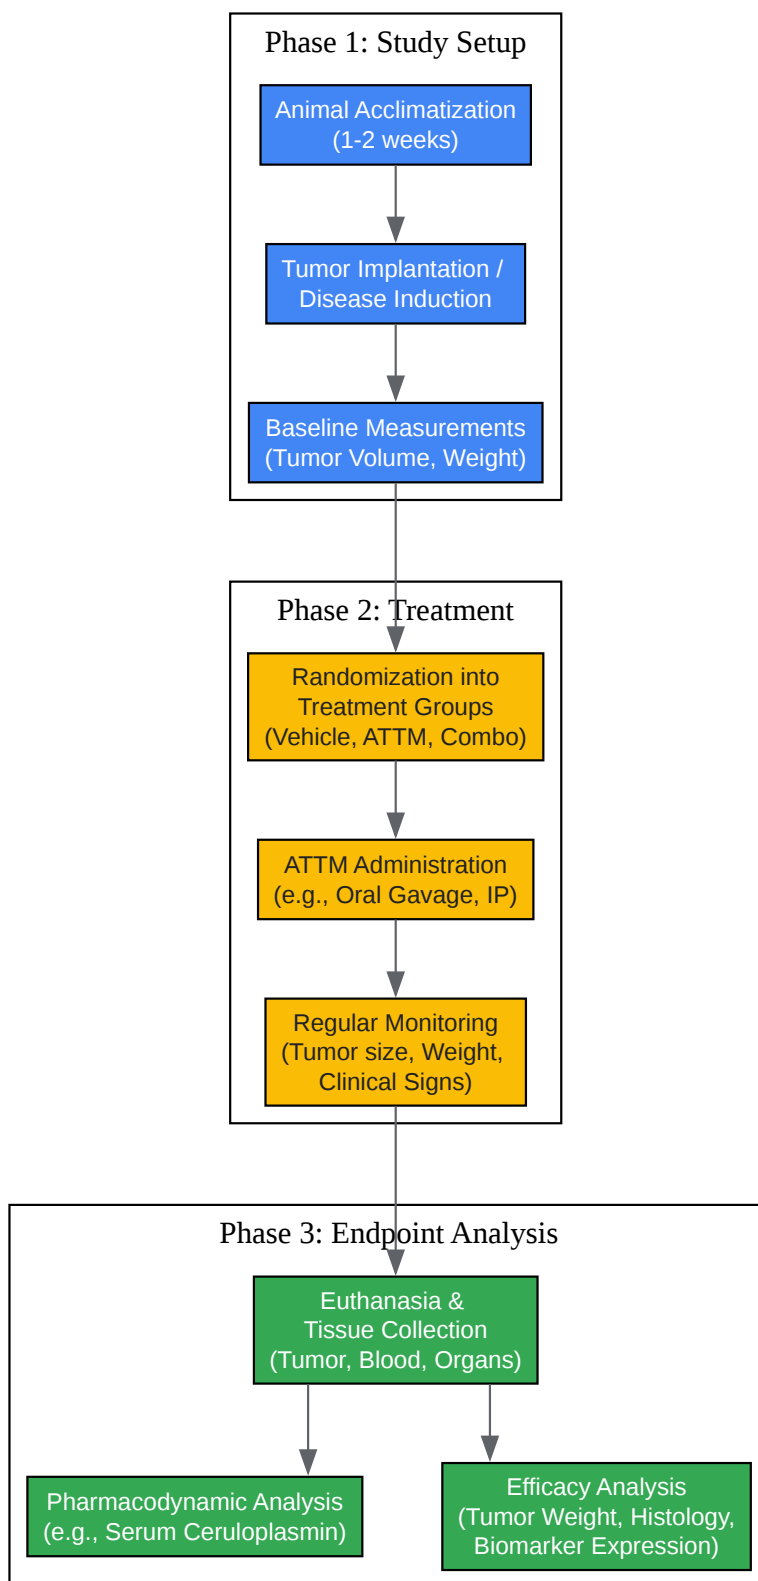 Phase 1: Study Setup
Animal Acclimatization
(1-2 weeks)
Tumor Implantation /
Disease Induction
Baseline Measurements
(Tumor Volume, Weight)
Phase 2: Treatment
Randomization into
Treatment Groups
(Vehicle, ATTM, Combo)
ATTM Administration
(e.g., Oral Gavage, IP)
Regular Monitoring
(Tumor size, Weight,
Clinical Signs)
Phase 3: Endpoint Analysis
Euthanasia &
Tissue Collection
(Tumor, Blood, Organs)
Pharmacodynamic Analysis
(e.g., Serum Ceruloplasmin)
Efficacy Analysis
(Tumor Weight, Histology,
Biomarker Expression)